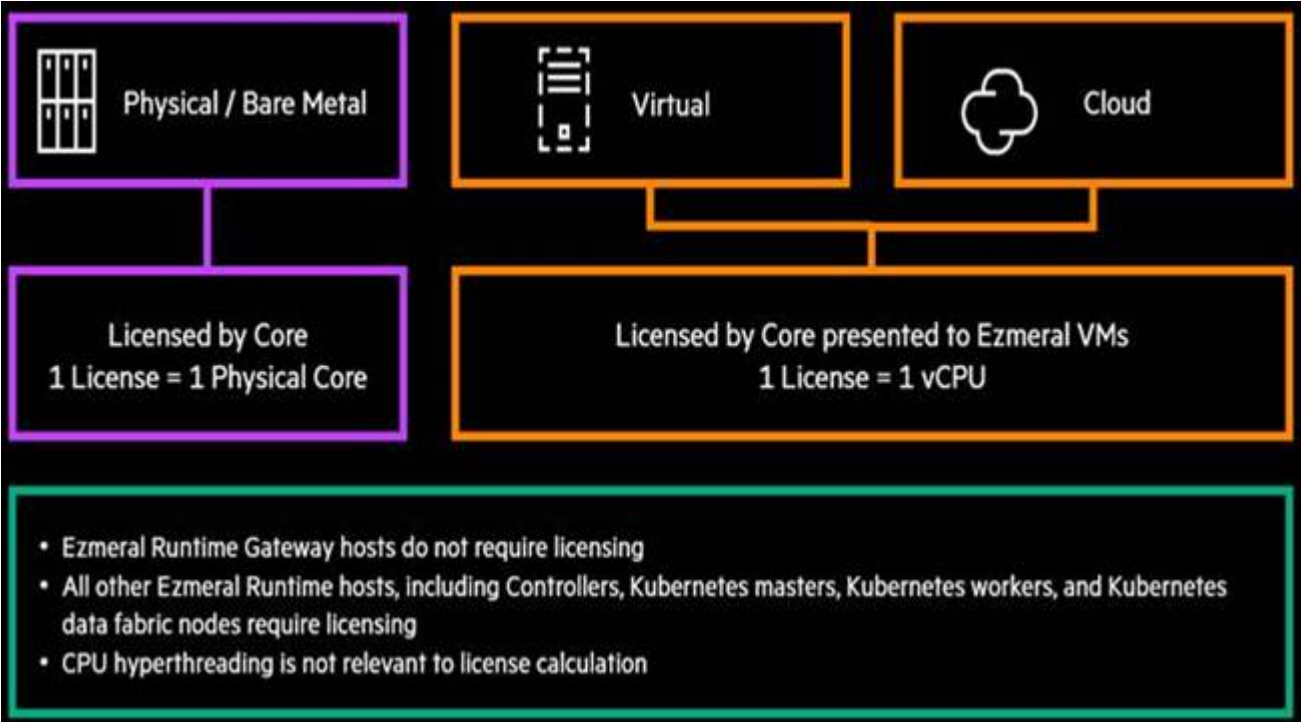 Physical / Bare Metal
Virtual
Cloud
Licensed by Core
1 License = 1 Physical Core
Licensed by Core presented to Ezmeral VMs
1 License = 1 vCPU
• Ezmeral Runtime Gateway hosts do not require licensing
• All other Ezmeral Runtime hosts, including Controllers, Kubernetes masters, Kubernetes workers, and Kubernetes
data fabric nodes require licensing
• CPU hyperthreading is not relevant to license calculation